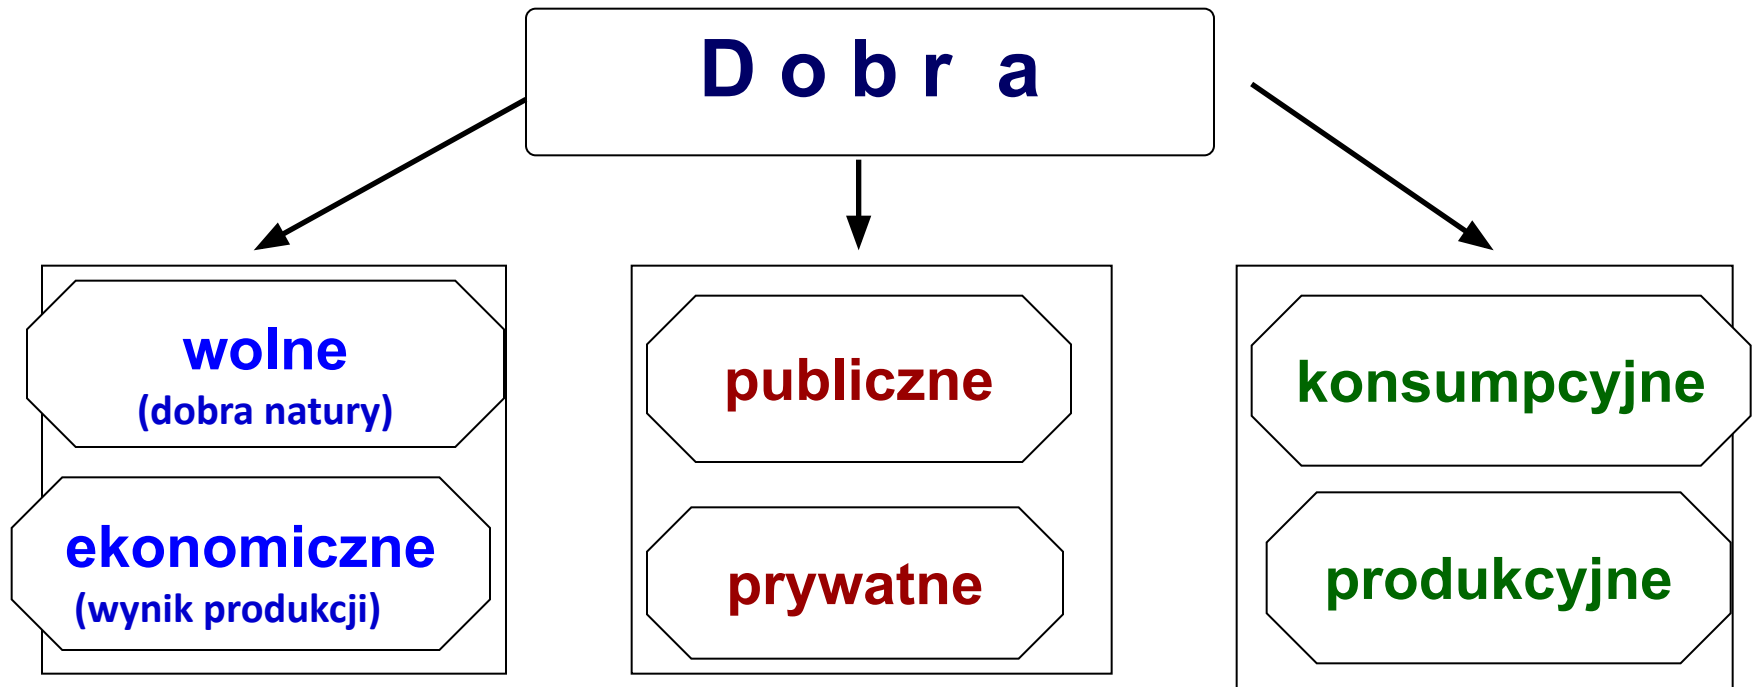 D o b r a
wolne
(dobra natury)
ekonomiczne
(wynik produkcji)
publiczne
prywatne
konsumpcyjne
produkcyjne